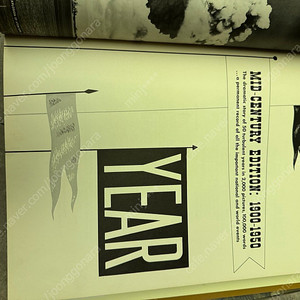 MID-CENTURY EDITION: 1900-1950
The dramatic story of 50 turbulent years in 2,000 pictures, 100,000 words
...a permanent record of all the important national and world events
YEAR